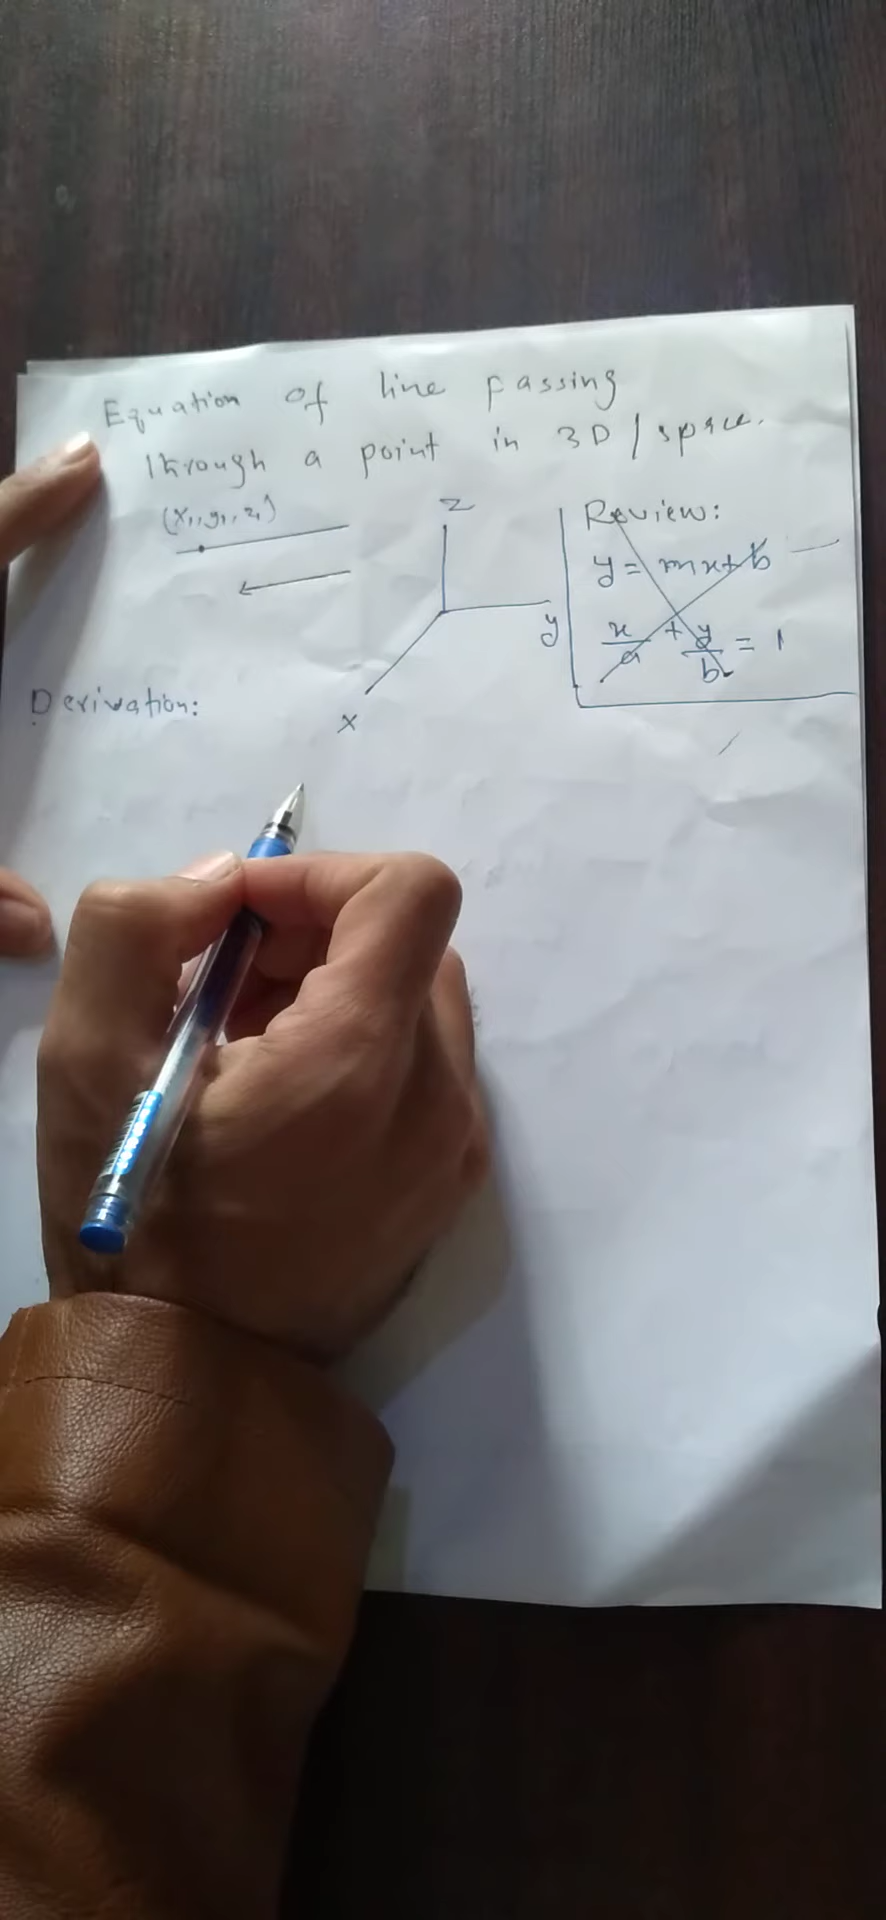 Equation of line passing
through a point in 3D / space.
(x₁, y₁, z₁)
z
y
x
Review:
y = mx + b
x/a + y/b = 1
Derivation: